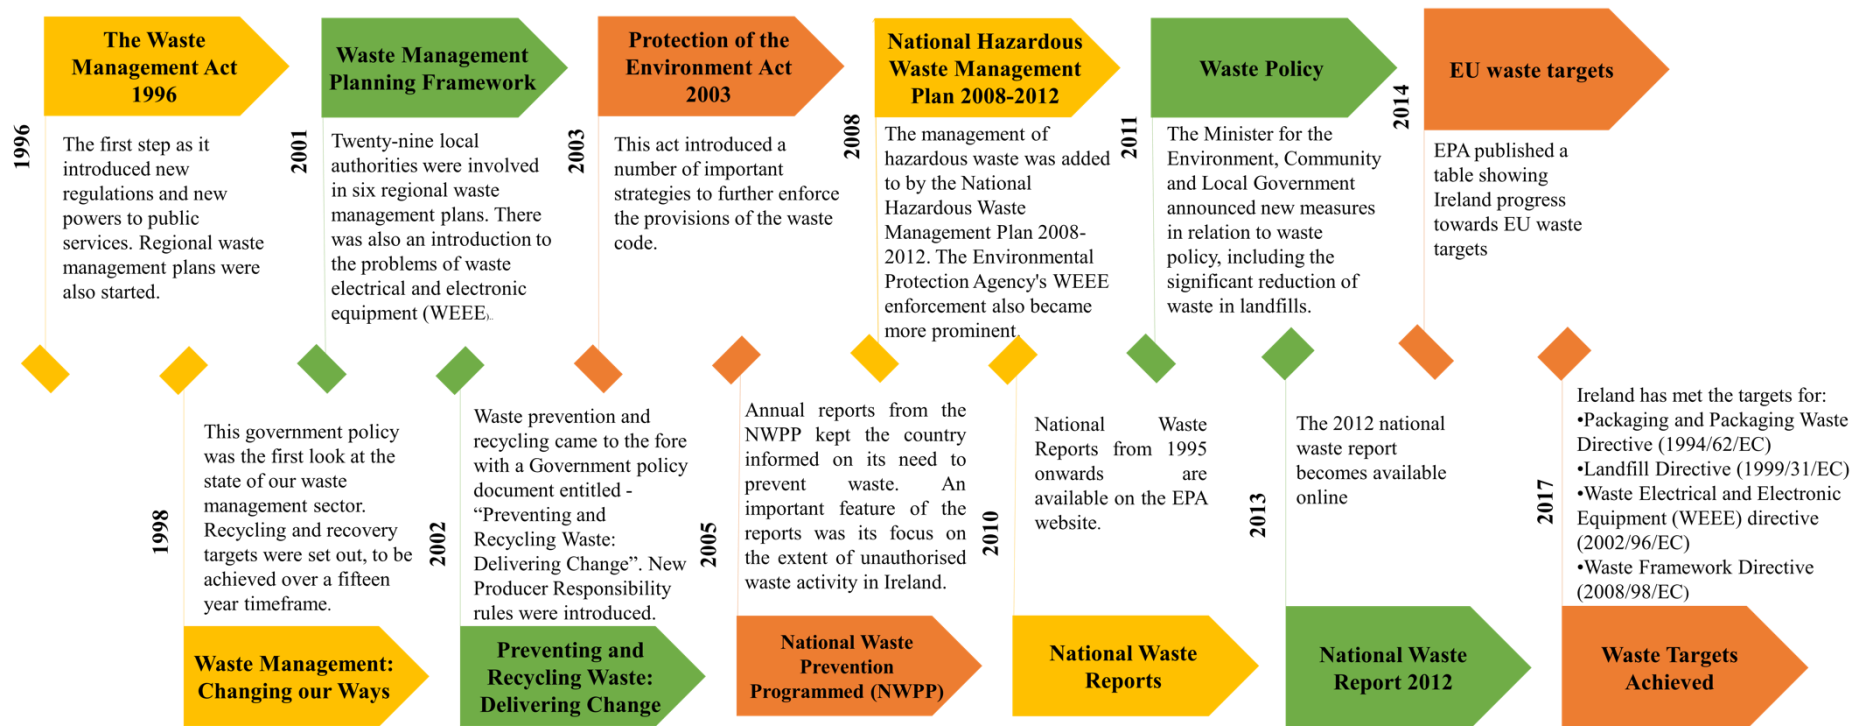 The Waste
Management Act
1996
1996
The first step as it
introduced new
regulations and new
powers to public
services. Regional waste
management plans were
also started.
Waste Management
Planning Framework
2001
Twenty-nine local
authorities were involved
in six regional waste
management plans. There
was also an introduction to
the problems of waste
electrical and electronic
equipment (WEEE)...
Protection of the
Environment Act
2003
2003
This act introduced a
number of important
strategies to further enforce
the provisions of the waste
code.
National Hazardous
Waste Management
Plan 2008-2012
2008
The management of
hazardous waste was added
to by the National
Hazardous Waste
Management Plan 2008-
2012. The Environmental
Protection Agency's WEEE
enforcement also became
more prominent.
Waste Policy
2011
The Minister for the
Environment, Community
and Local Government
announced new measures
in relation to waste
policy, including the
significant reduction of
waste in landfills.
EU waste targets
2014
EPA published a
table showing
Ireland progress
towards EU waste
targets
1998
This government policy
was the first look at the
state of our waste
management sector.
Recycling and recovery
targets were set out, to be
achieved over a fifteen
year timeframe.
Waste Management:
Changing our Ways
2002
Waste prevention and
recycling came to the fore
with a Government policy
document entitled -
“Preventing and
Recycling Waste:
Delivering Change”. New
Producer Responsibility
rules were introduced.
Preventing and
Recycling Waste:
Delivering Change
2005
Annual reports from the
NWPP kept the country
informed on its need to
prevent waste. An
important feature of the
reports was its focus on
the extent of unauthorised
waste activity in Ireland.
National Waste
Prevention
Programmed (NWPP)
2010
National Waste
Reports from 1995
onwards are
available on the EPA
website.
National Waste
Reports
2013
The 2012 national
waste report
becomes available
online
National Waste
Report 2012
2017
Ireland has met the targets for:
•Packaging and Packaging Waste
Directive (1994/62/EC)
•Landfill Directive (1999/31/EC)
•Waste Electrical and Electronic
Equipment (WEEE) directive
(2002/96/EC)
•Waste Framework Directive
(2008/98/EC)
Waste Targets
Achieved